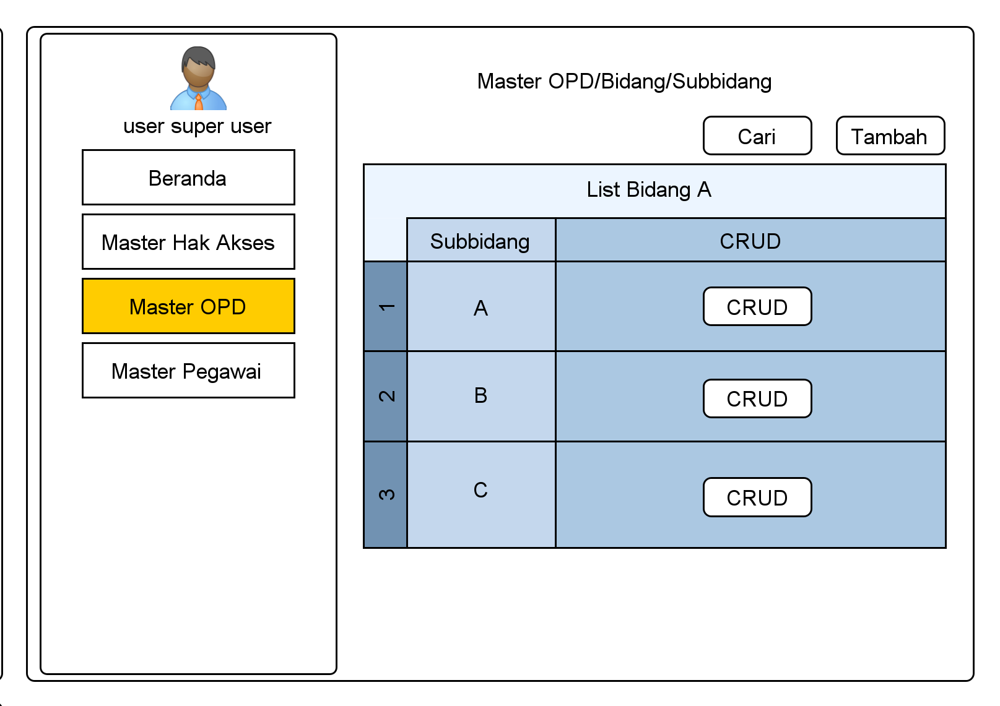 user super user
Beranda
Master Hak Akses
Master OPD
Master Pegawai
Master OPD/Bidang/Subbidang
Cari
Tambah
List Bidang A
Subbidang
CRUD
1
A
CRUD
2
B
CRUD
3
C
CRUD